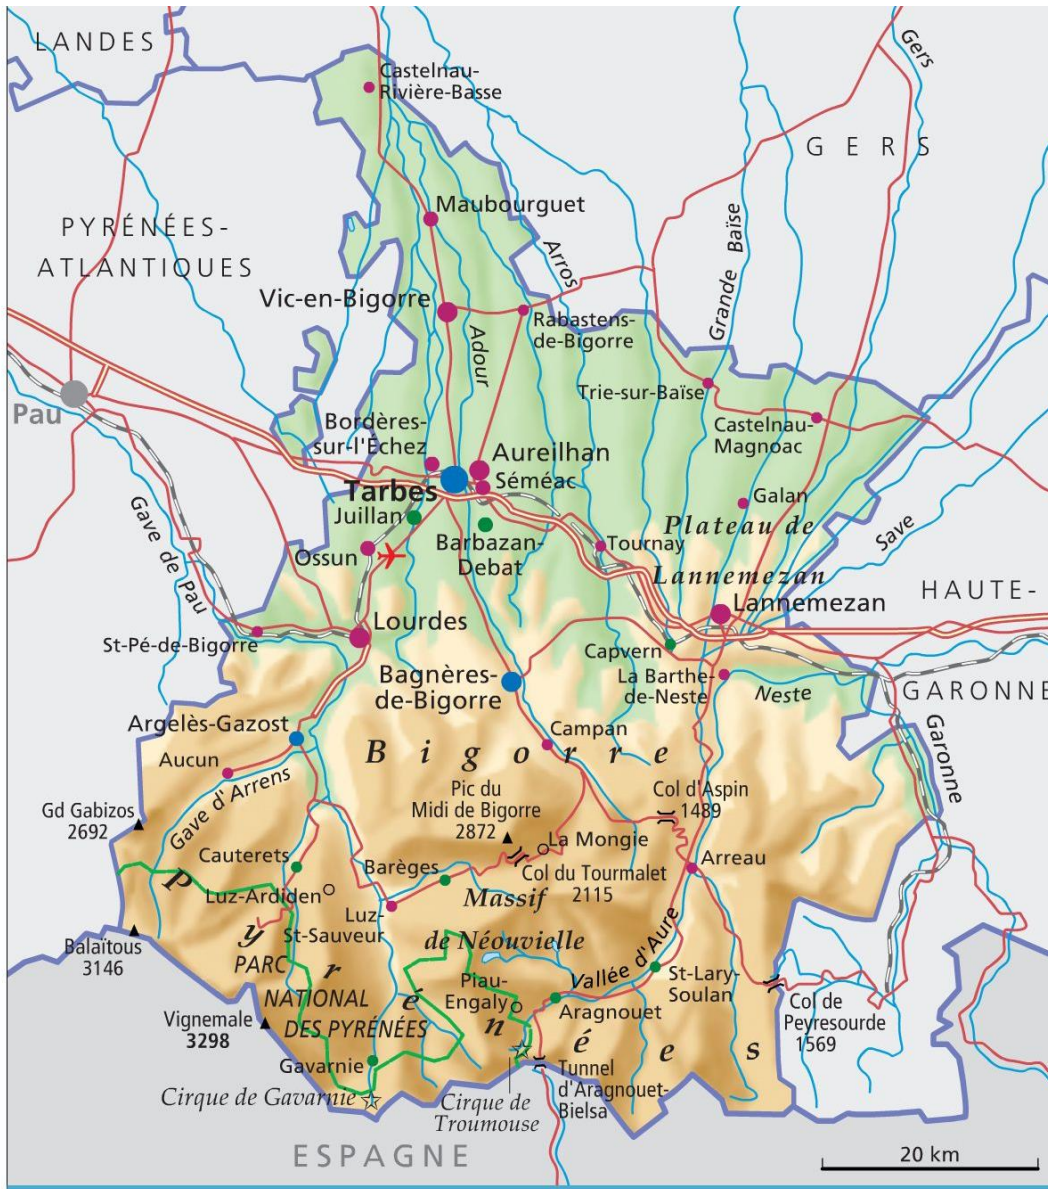 LANDES
Castelnau-
Rivière-Basse
Gers
GERS
PYRÉNÉES-
ATLANTIQUES
Maubourguet
Arros
Grande Baïse
Vic-en-Bigorre
Adour
Rabastens-
de-Bigorre
Trie-sur-Baïse
Pau
Castelnau-
Magnoac
Bordères-
sur-l'Échez
Aureilhan
Séméac
Tarbes
Juillan
Galan
Plateau de
Lannemezan
Save
Gave de Pau
Ossun
Barbazan-
Debat
Tournay
Lannemezan
HAUTE-
GARONNE
St-Pé-de-Bigorre
Lourdes
Capvern
La Barthe-
de-Neste
Neste
Bagnères-
de-Bigorre
Garonne
Argelès-Gazost
Campan
Bigorre
Aucun
Gave d'Arrens
Pic du
Midi de Bigorre
2872
Col d'Aspin
1489
Gd Gabizos
2692
La Mongie
Cauterets
Barèges
Col du Tourmalet
2115
Arreau
Pyrénées
Luz-Ardiden
Massif
de Néouvielle
Luz-
St-Sauveur
Balaïtous
3146
PARC
NATIONAL
DES PYRÉNÉES
Vallée d'Aure
Piau-
Engaly
St-Lary-
Soulan
Aragnouet
Col de
Peyresourde
1569
Vignemale
3298
Gavarnie
Cirque de Gavarnie
Cirque de
Troumouse
Tunnel
d'Aragnouet-
Bielsa
ESPAGNE
20 km